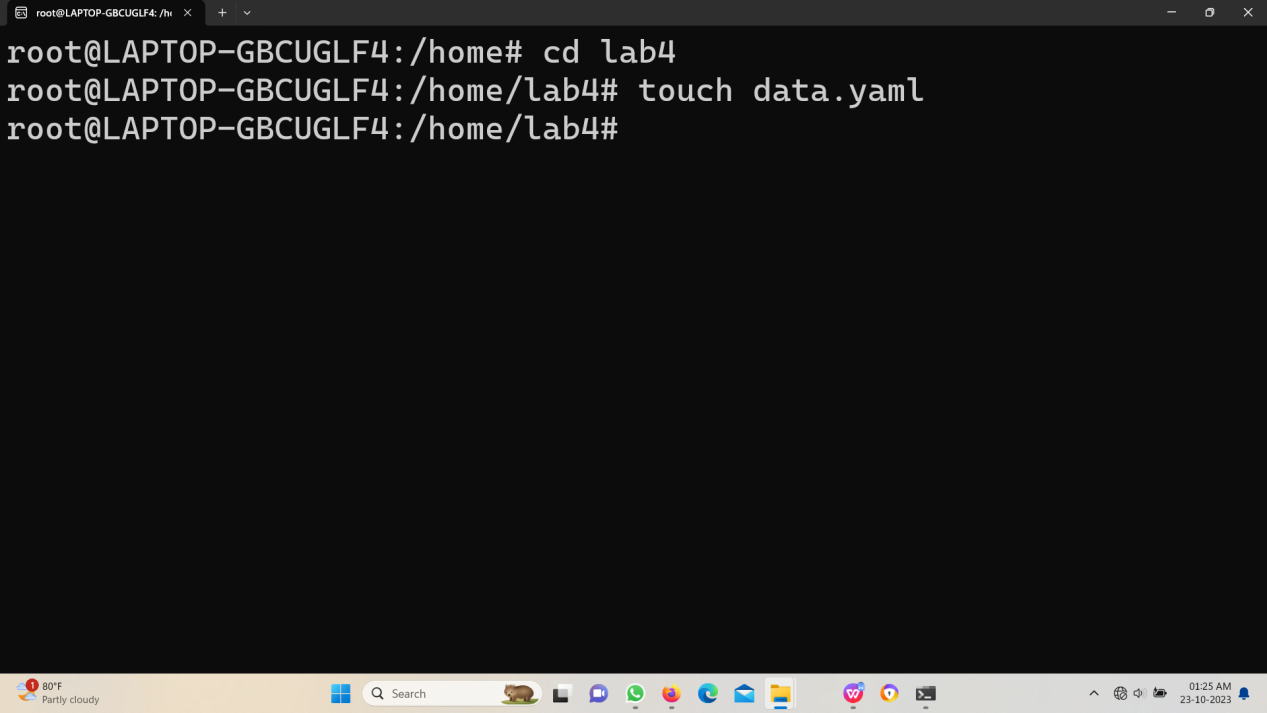 root@LAPTOP-GBCUGLF4: /h
root@LAPTOP-GBCUGLF4:/home# cd lab4
root@LAPTOP-GBCUGLF4:/home/lab4# touch data.yaml
root@LAPTOP-GBCUGLF4:/home/lab4#
1
80°F
Partly cloudy
Search
01:25 AM
23-10-2023